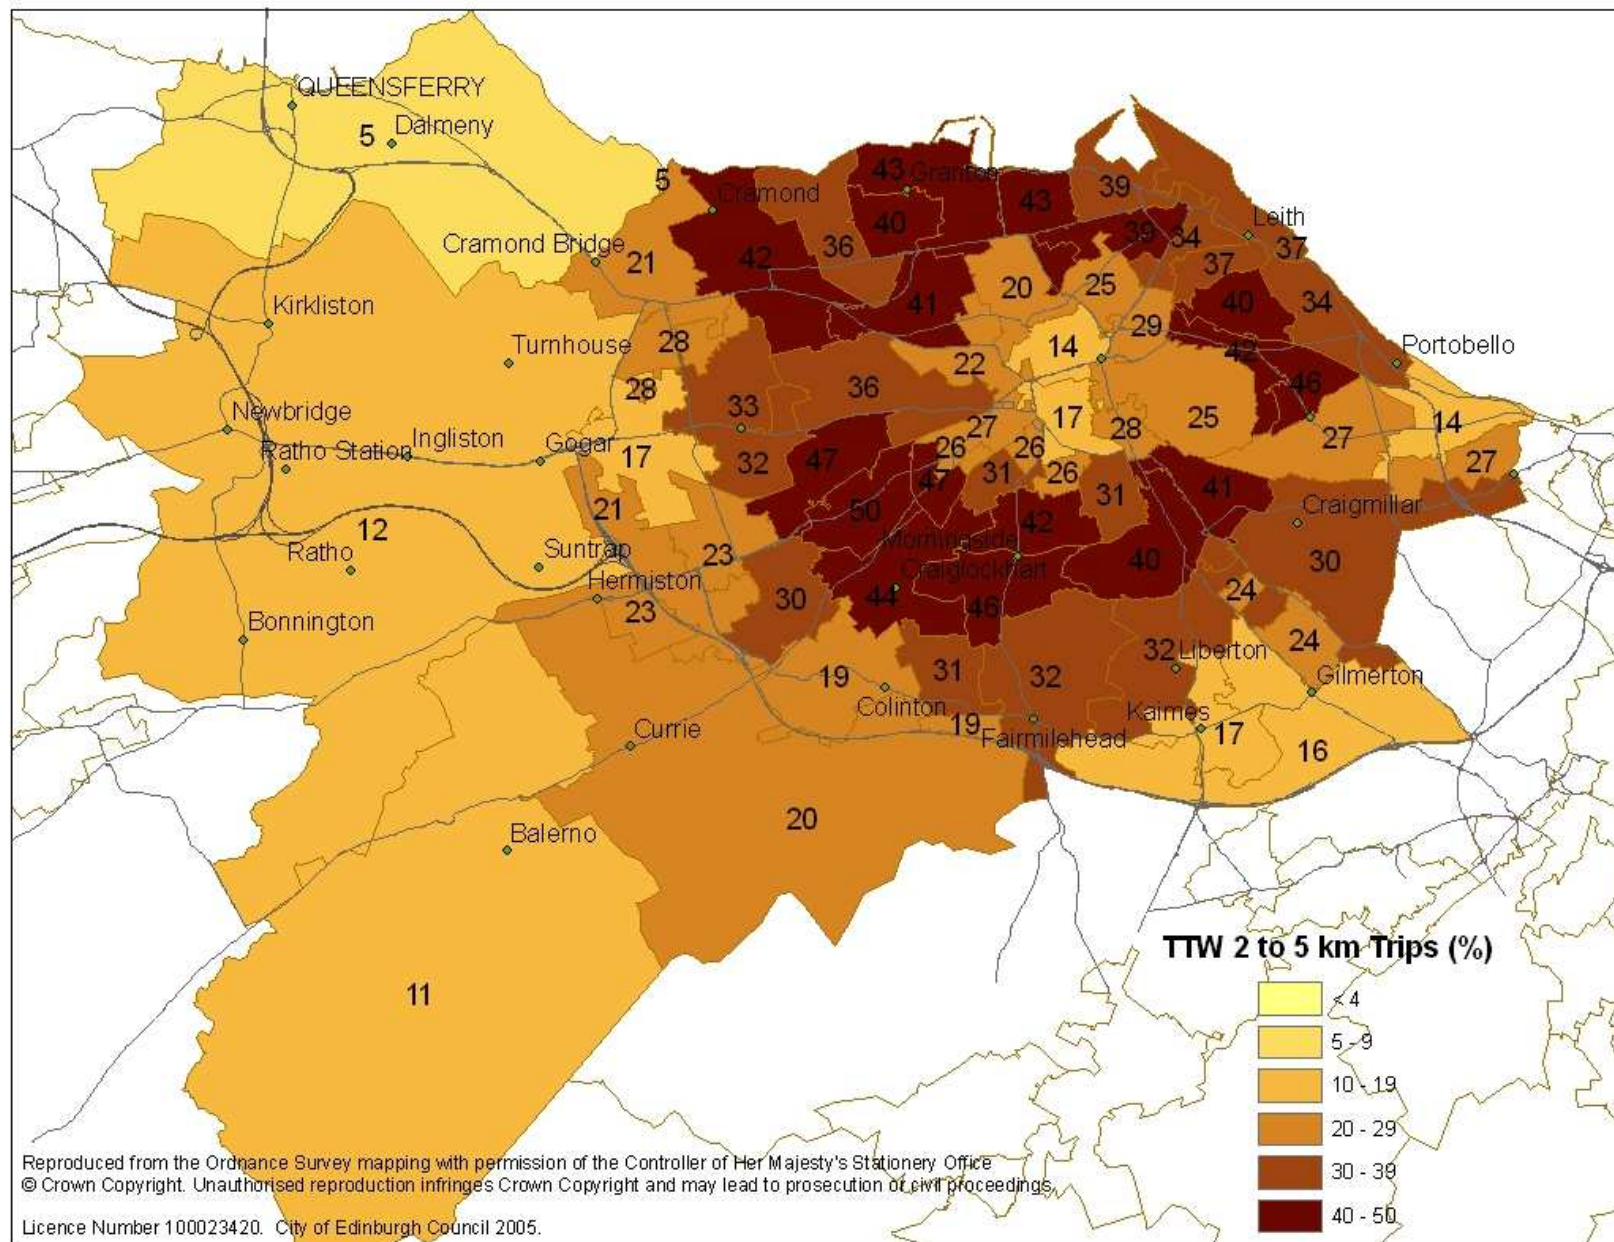 QUEENSFERRY
5
Dalmeny
5
43
Granton
39
Cramond
40
43
Leith
36
39
34
37
Cramond Bridge
21
42
37
20
25
40
34
Kirkliston
41
29
Turnhouse
28
14
42
Portobello
22
46
28
36
Newbridge
33
17
25
14
27
28
27
Ratho Station
Ingliston
Gogar
17
32
47
26
26
31
26
27
47
31
41
21
50
42
Craigmillar
12
Morningside
Ratho
Suntrap
23
Craiglockhart
40
30
Hermiston
30
44
46
24
23
Bonnington
32
Liberton
24
19
31
32
Gilmerton
Colinton
Currie
19
Fairmilehead
Kaimes
17
16
20
Balerno
11
TTW 2 to 5 km Trips (%)
< 4
5 - 9
10 - 19
20 - 29
30 - 39
40 - 50
Reproduced from the Ordnance Survey mapping with permission of the Controller of Her Majesty's Stationery Office
© Crown Copyright. Unauthorised reproduction infringes Crown Copyright and may lead to prosecution or civil proceedings.
Licence Number 100023420. City of Edinburgh Council 2005.